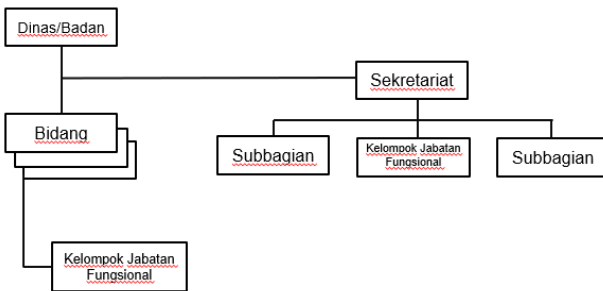 Dinas/Badan
Sekretariat
Bidang
Subbagian
Kelompok Jabatan
Fungsional
Subbagian
Kelompok Jabatan
Fungsional